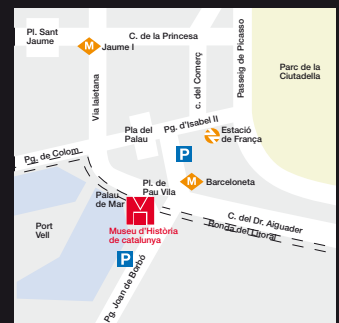 Pl. Sant
Jaume
M
Jaume I
C. de la Princesa
Via laietana
c. del Comerç
Passeig de Picasso
Parc de la
Ciutadella
Pla del
Palau
Pg. d'Isabel II
Estació
de França
Pg. de Colom
P
Pl. de
Pau Vila
M
Barceloneta
Palau
de Mar
Port
Vell
Museu d'Història
de catalunya
C. del Dr. Aiguader
Ronda del Litoral
P
Pg. Joan de Borbó